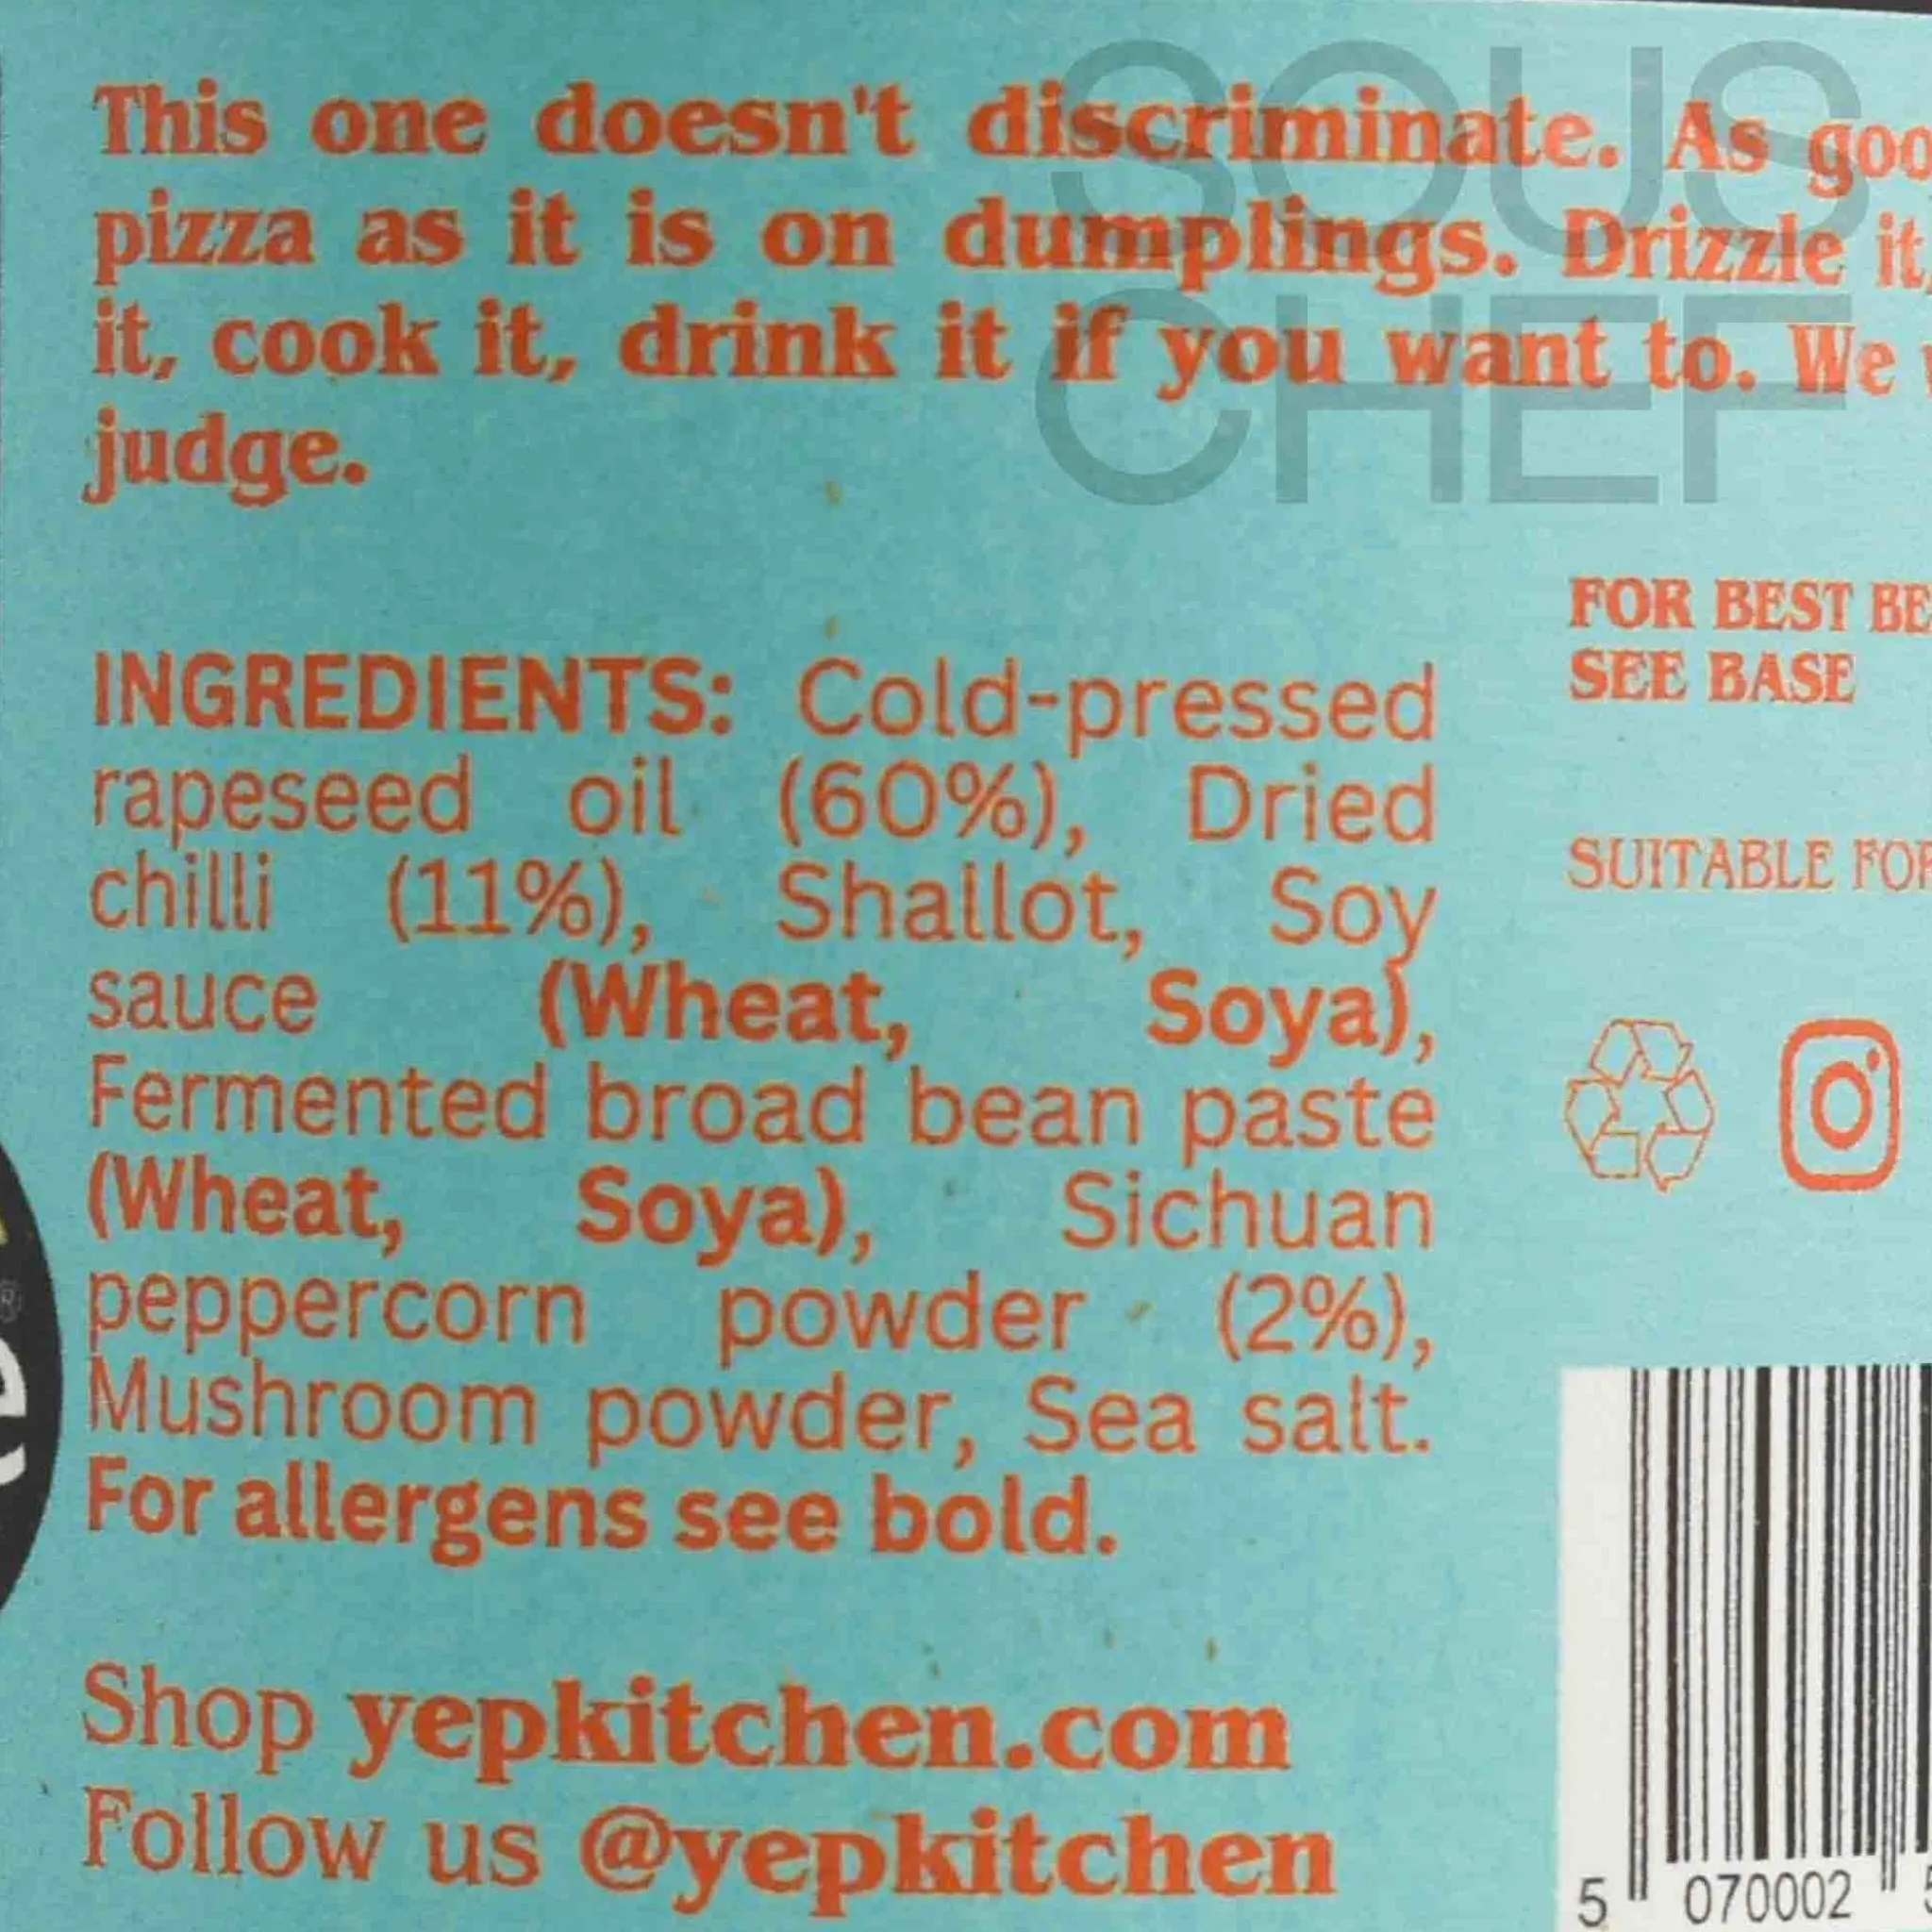 SOUS
CHEF
This one doesn't discriminate. As goo
pizza as it is on dumplings. Drizzle it,
it, cook it, drink it if you want to. We
judge.
INGREDIENTS: Cold-pressed
rapeseed oil (60%), Dried
chilli (11%), Shallot, Soy
sauce (Wheat, Soya),
Fermented broad bean paste
(Wheat, Soya), Sichuan
peppercorn powder (2%),
Mushroom powder, Sea salt.
For allergens see bold.
Shop yepkitchen.com
Follow us @yepkitchen
FOR BEST BE
SEE BASE
SUITABLE FOR
®
5 070002